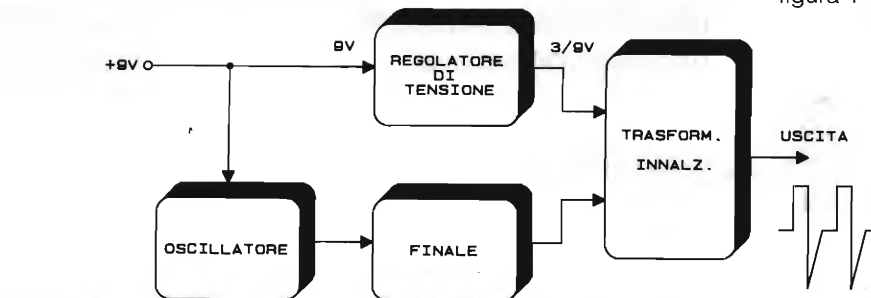 figura 1
+9V
9V
REGOLATORE
DI
TENSIONE
3/9V
TRASFORM.
INNALZ.
USCITA
OSCILLATORE
FINALE